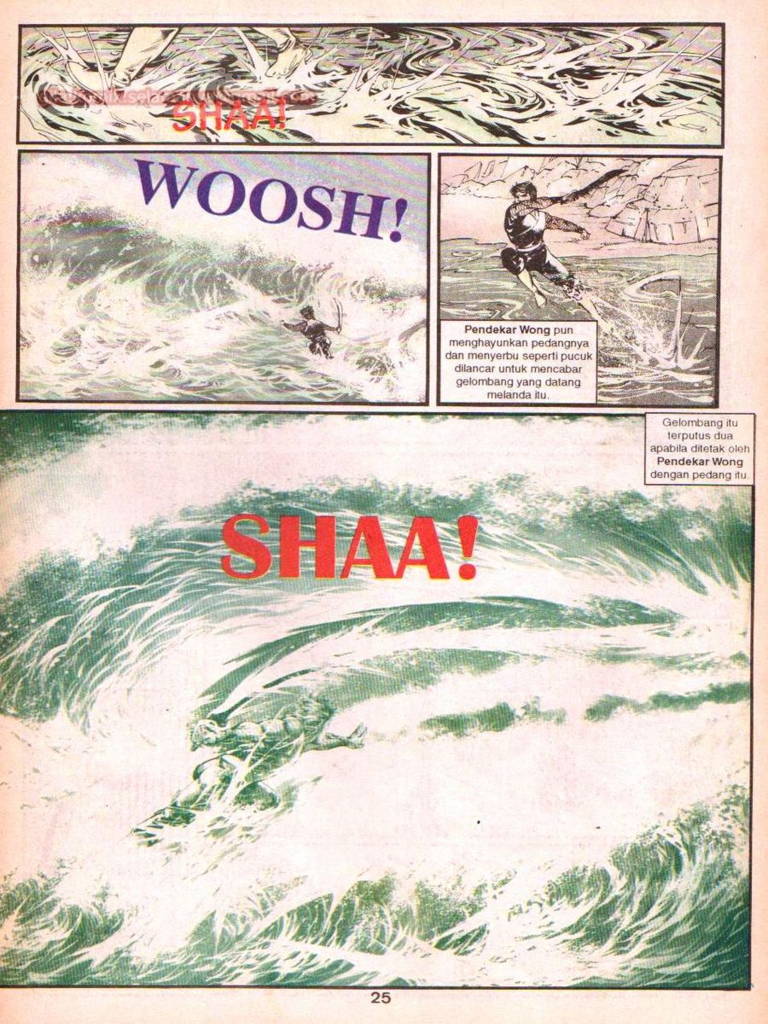 SHAA!
WOOSH!
Pendekar Wong pun
menghayunkan pedangnya
dan menyerbu seperti pucuk
dilancar untuk mencabar
gelombang yang datang
melanda itu.
Gelombang itu
terputus dua
apabila ditetak oleh
Pendekar Wong
dengan pedang itu.
SHAA!
25